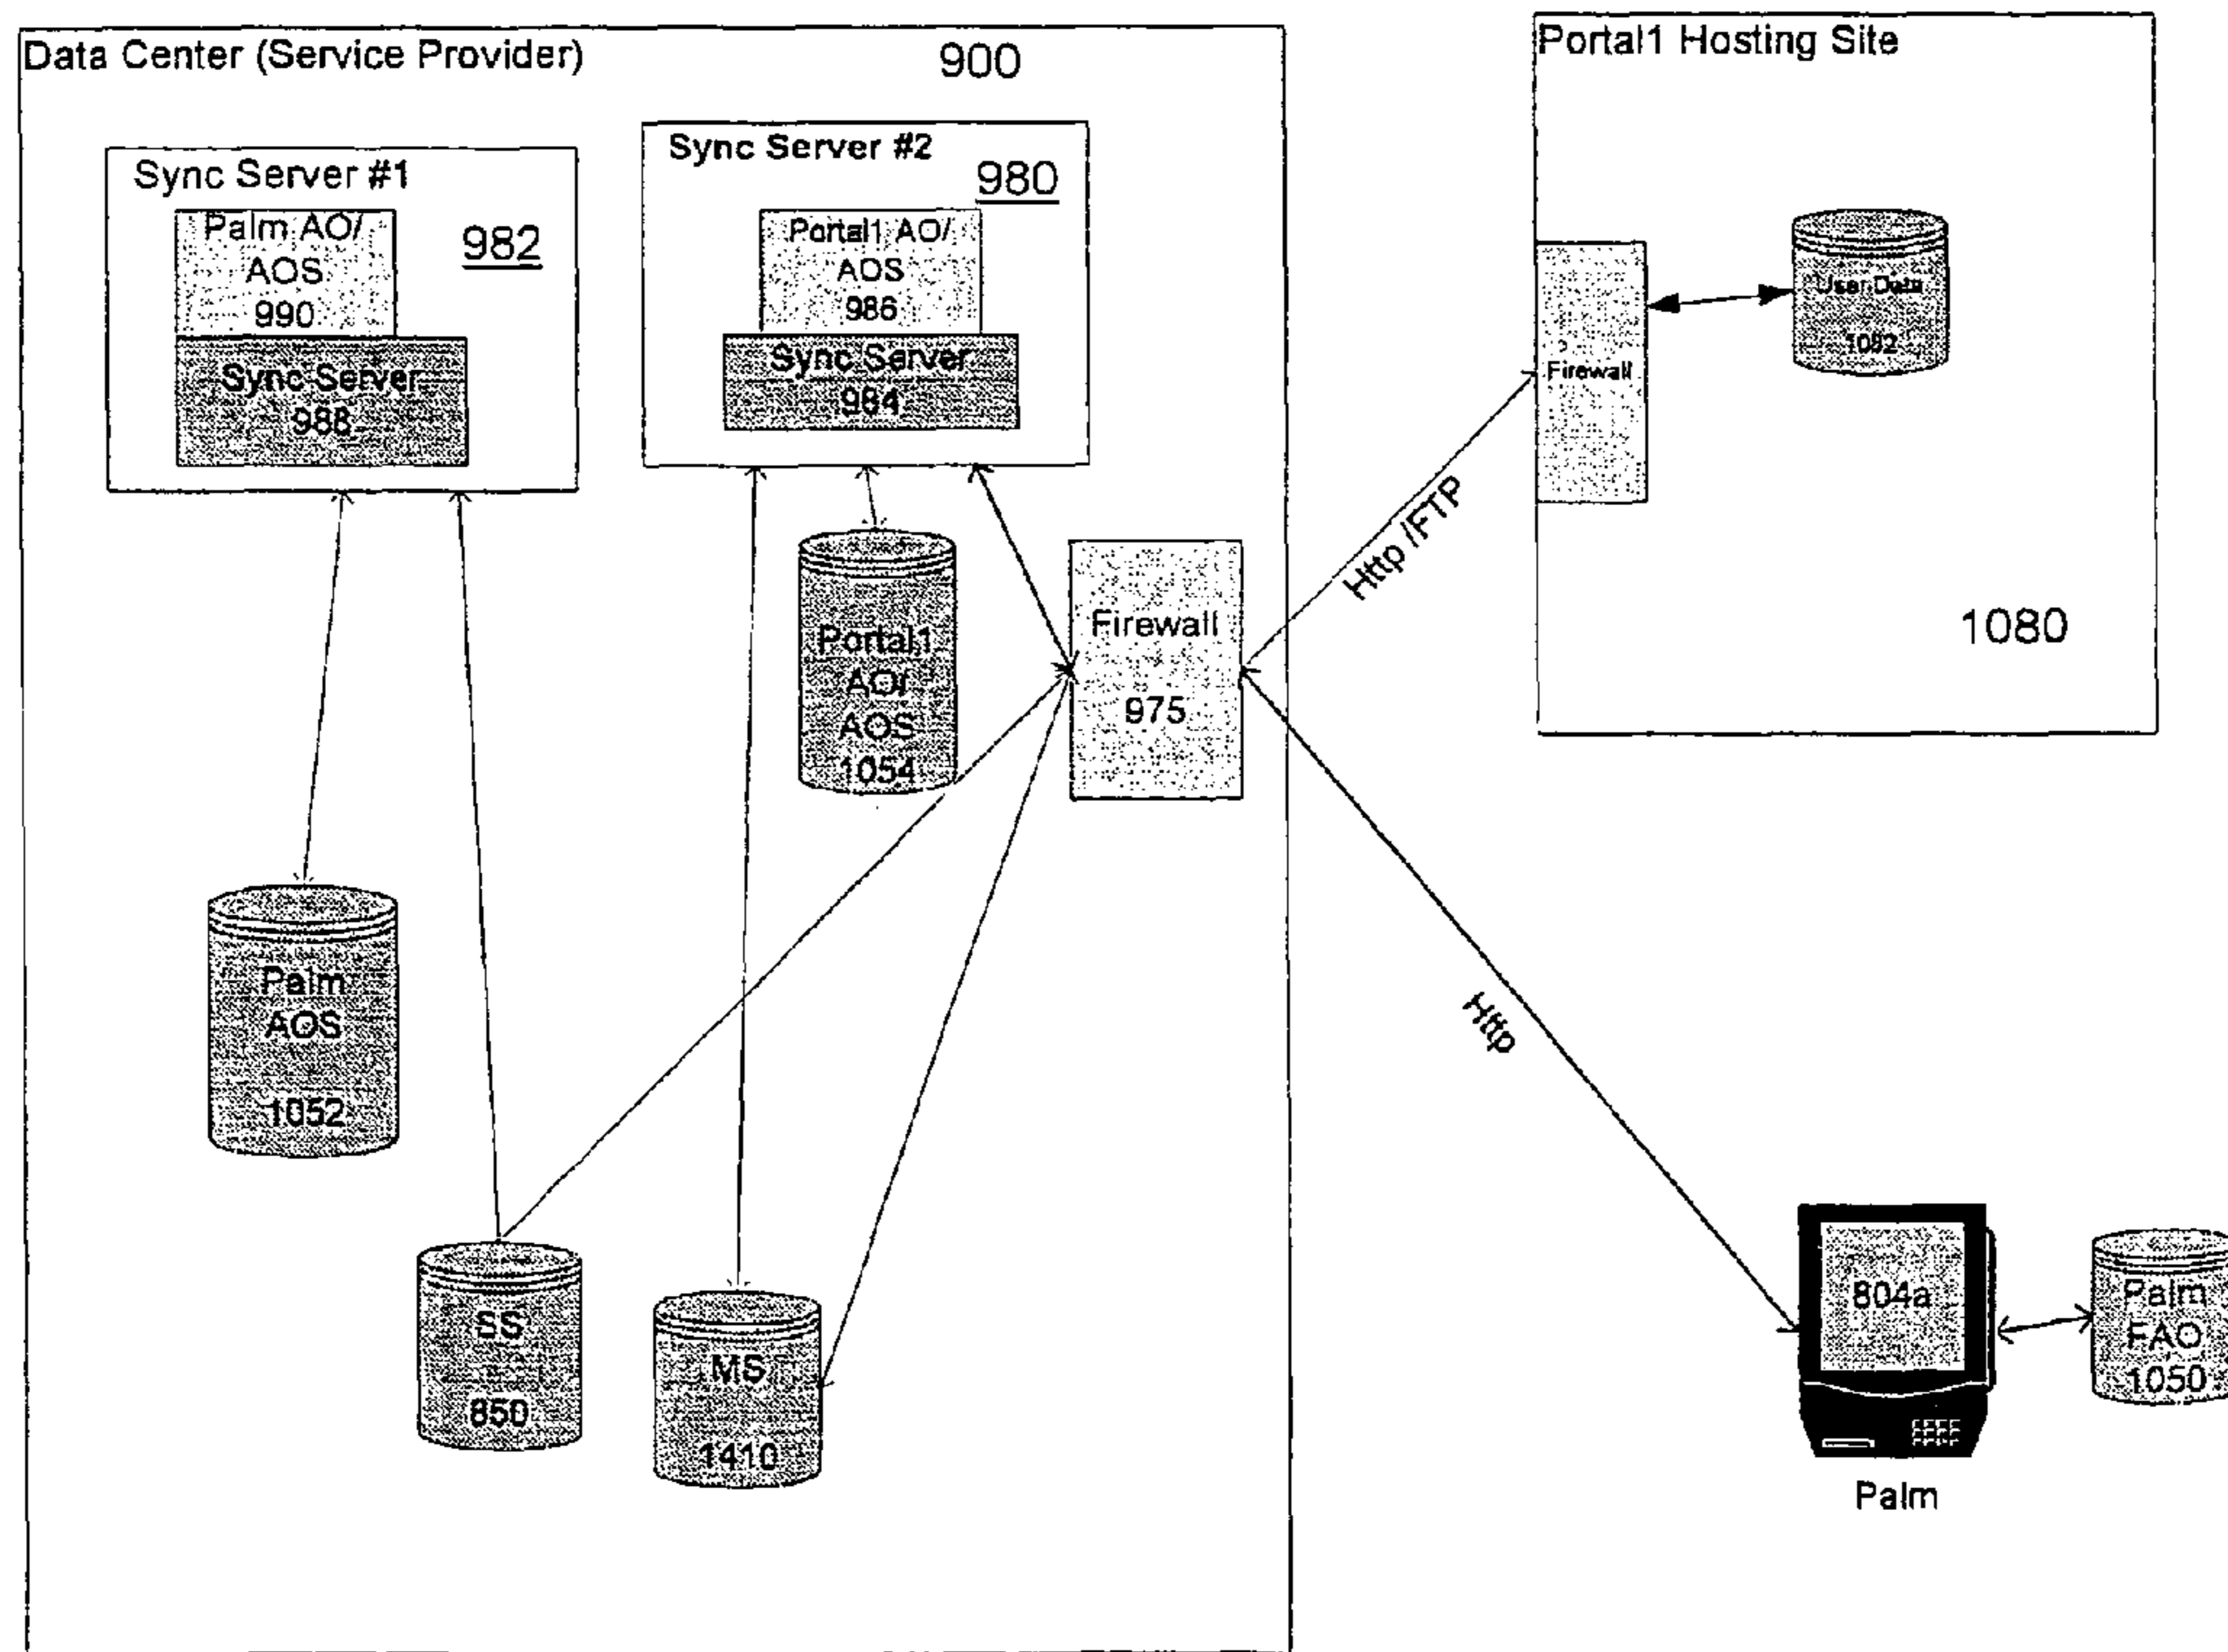 Data Center (Service Provider)
900
Sync Server #1
982
Palm AO/
AOS
990
Sync Server
988
Sync Server #2
980
Portal1 AO/
AOS
986
Sync Server
984
Portal1
AO/
AOS
1054
Firewall
975
Palm
AOS
1052
SS
850
MS
1410
Http /FTP
Http
Portal1 Hosting Site
Firewall
User Data
1082
1080
804a
Palm
Palm
FAO
1050